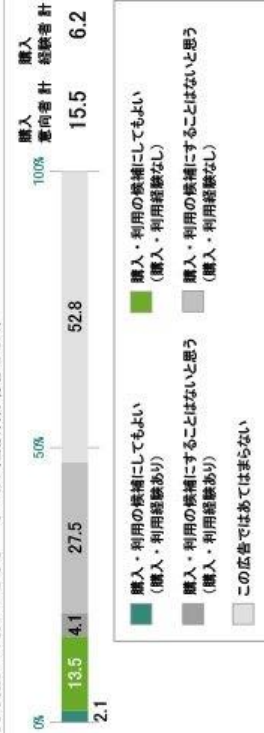 購入
意向者 計
購入
経験者 計
15.5
6.2
0%
50%
100%
2.1
13.5
4.1
27.5
52.8
購入・利用の候補にしてもよい
(購入・利用経験あり)
購入・利用の候補にしてもよい
(購入・利用経験なし)
購入・利用の候補にすることはないと思う
(購入・利用経験あり)
購入・利用の候補にすることはないと思う
(購入・利用経験なし)
この広告ではあてはまらない